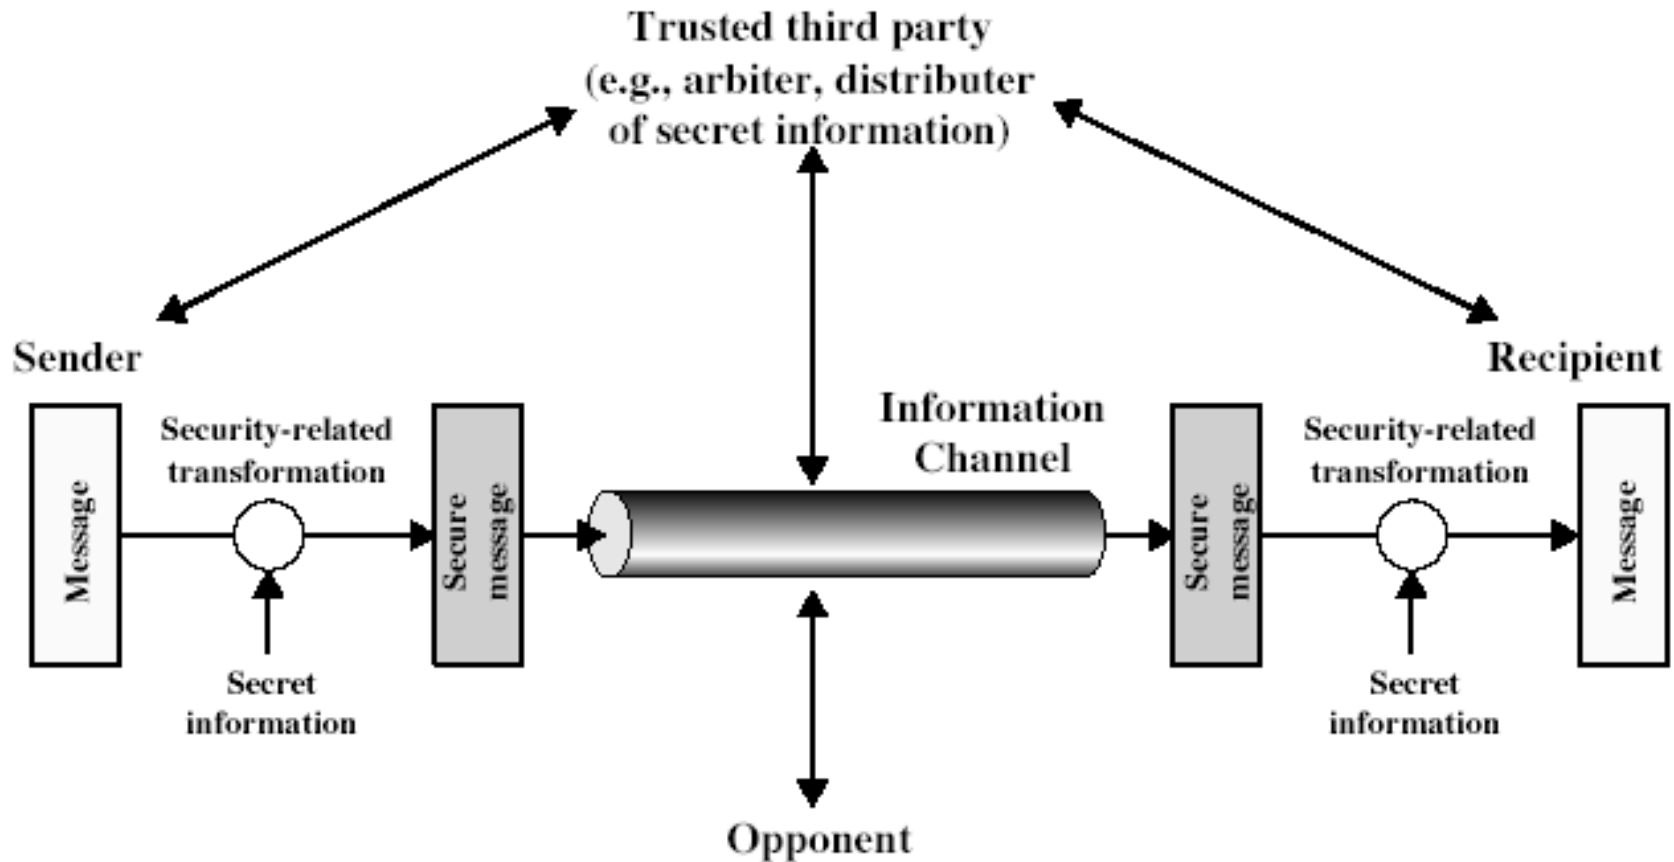 Trusted third party
(e.g., arbiter, distributer
of secret information)
Sender
Recipient
Information
Channel
Security-related
transformation
Security-related
transformation
Message
Secure
message
Secure
message
Message
Secret
information
Secret
information
Opponent